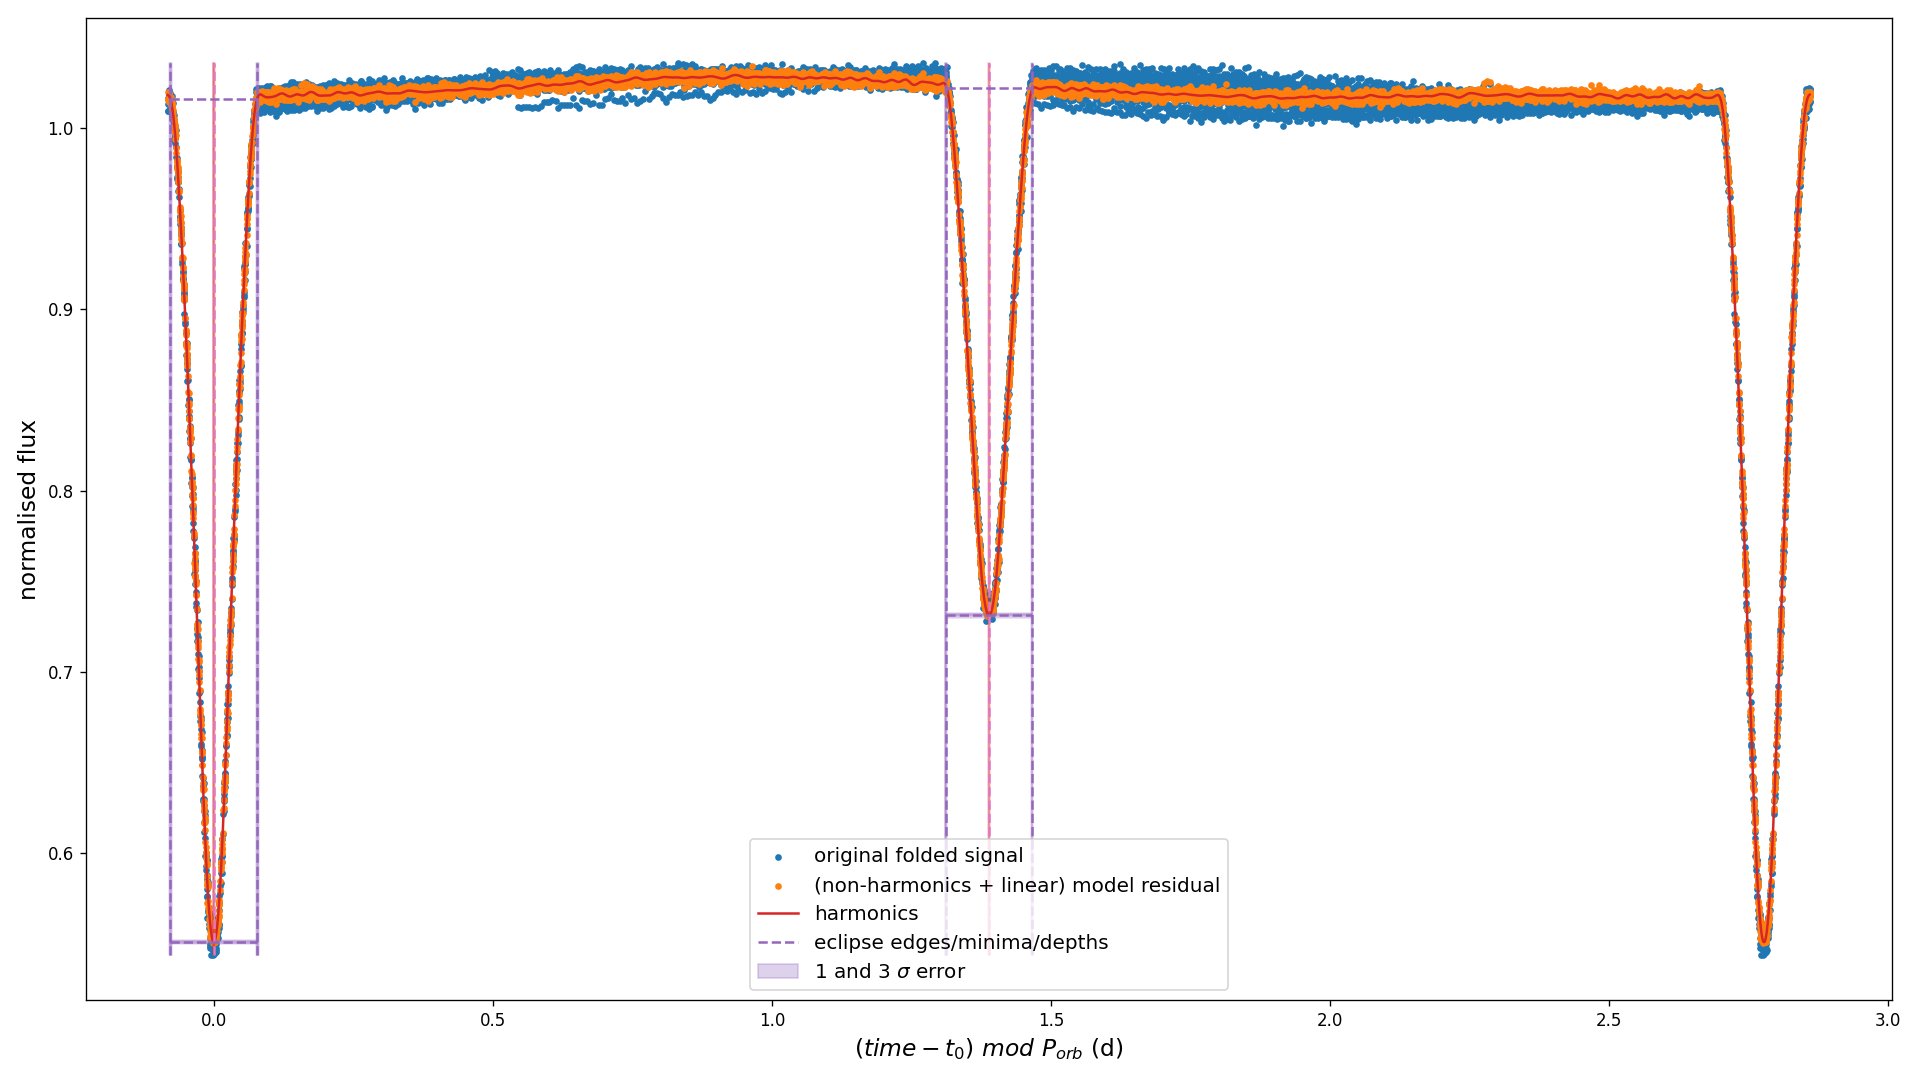 normalised flux
1.0
0.9
0.8
0.7
0.6
0.0
0.5
1.0
1.5
2.0
2.5
3.0
(time − t₀) mod P_orb (d)
original folded signal
(non-harmonics + linear) model residual
harmonics
eclipse edges/minima/depths
1 and 3 σ error